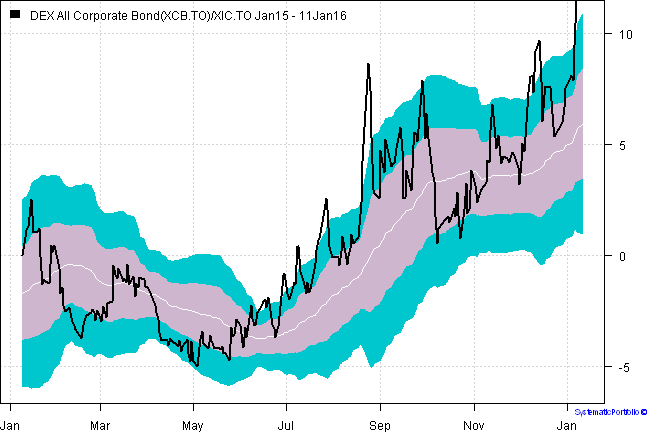 DEX All Corporate Bond(XCB.TO)/XIC.TO Jan15 - 11Jan16
10
5
0
-5
Jan Mar May Jul Sep Nov Jan
SystematicPortfolio ©